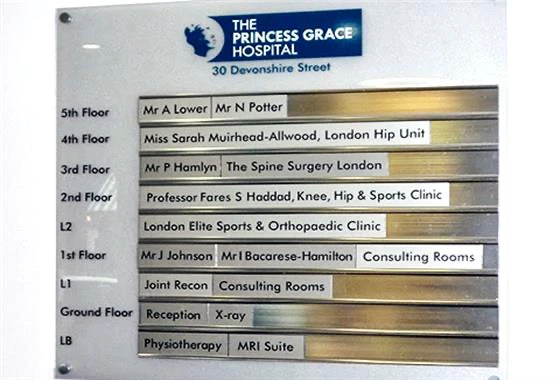 THE
PRINCESS GRACE
HOSPITAL
30 Devonshire Street
5th Floor Mr A Lower Mr N Potter
4th Floor Miss Sarah Muirhead-Allwood, London Hip Unit
3rd Floor Mr P Hamlyn The Spine Surgery London
2nd Floor Professor Fares S Haddad, Knee, Hip & Sports Clinic
L2 London Elite Sports & Orthopaedic Clinic
1st Floor Mr J Johnson Mr I Bacarese-Hamilton Consulting Rooms
L1 Joint Recon Consulting Rooms
Ground Floor Reception X-ray
LB Physiotherapy MRI Suite